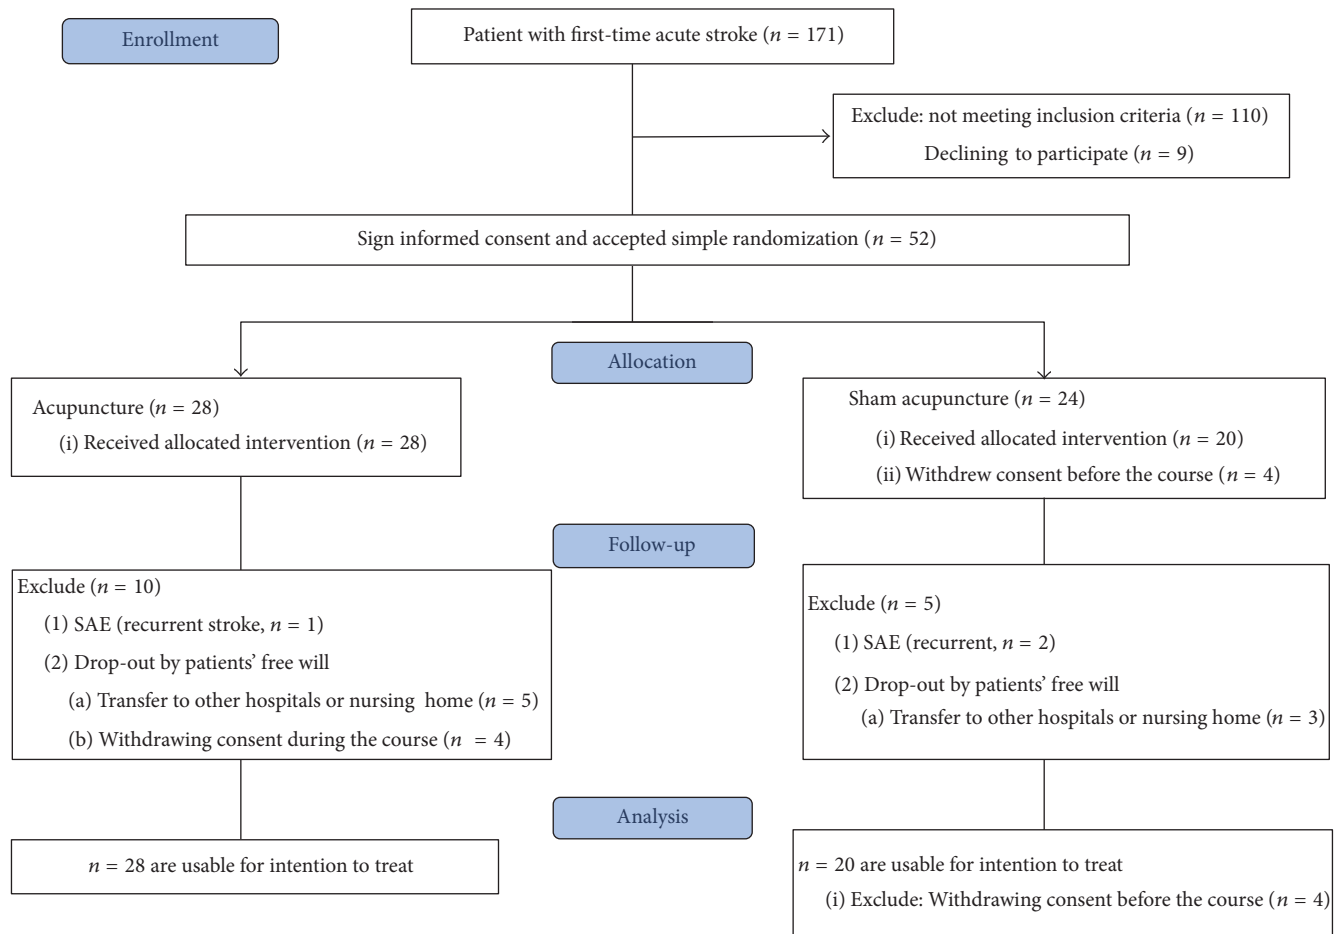 Enrollment
Patient with first-time acute stroke (n = 171)
Exclude: not meeting inclusion criteria (n = 110)
Declining to participate (n = 9)
Sign informed consent and accepted simple randomization (n = 52)
Allocation
Acupuncture (n = 28)
(i) Received allocated intervention (n = 28)
Sham acupuncture (n = 24)
(i) Received allocated intervention (n = 20)
(ii) Withdrew consent before the course (n = 4)
Follow-up
Exclude (n = 10)
(1) SAE (recurrent stroke, n = 1)
(2) Drop-out by patients’ free will
(a) Transfer to other hospitals or nursing home (n = 5)
(b) Withdrawing consent during the course (n = 4)
Exclude (n = 5)
(1) SAE (recurrent, n = 2)
(2) Drop-out by patients’ free will
(a) Transfer to other hospitals or nursing home (n = 3)
Analysis
n = 28 are usable for intention to treat
n = 20 are usable for intention to treat
(i) Exclude: Withdrawing consent before the course (n = 4)